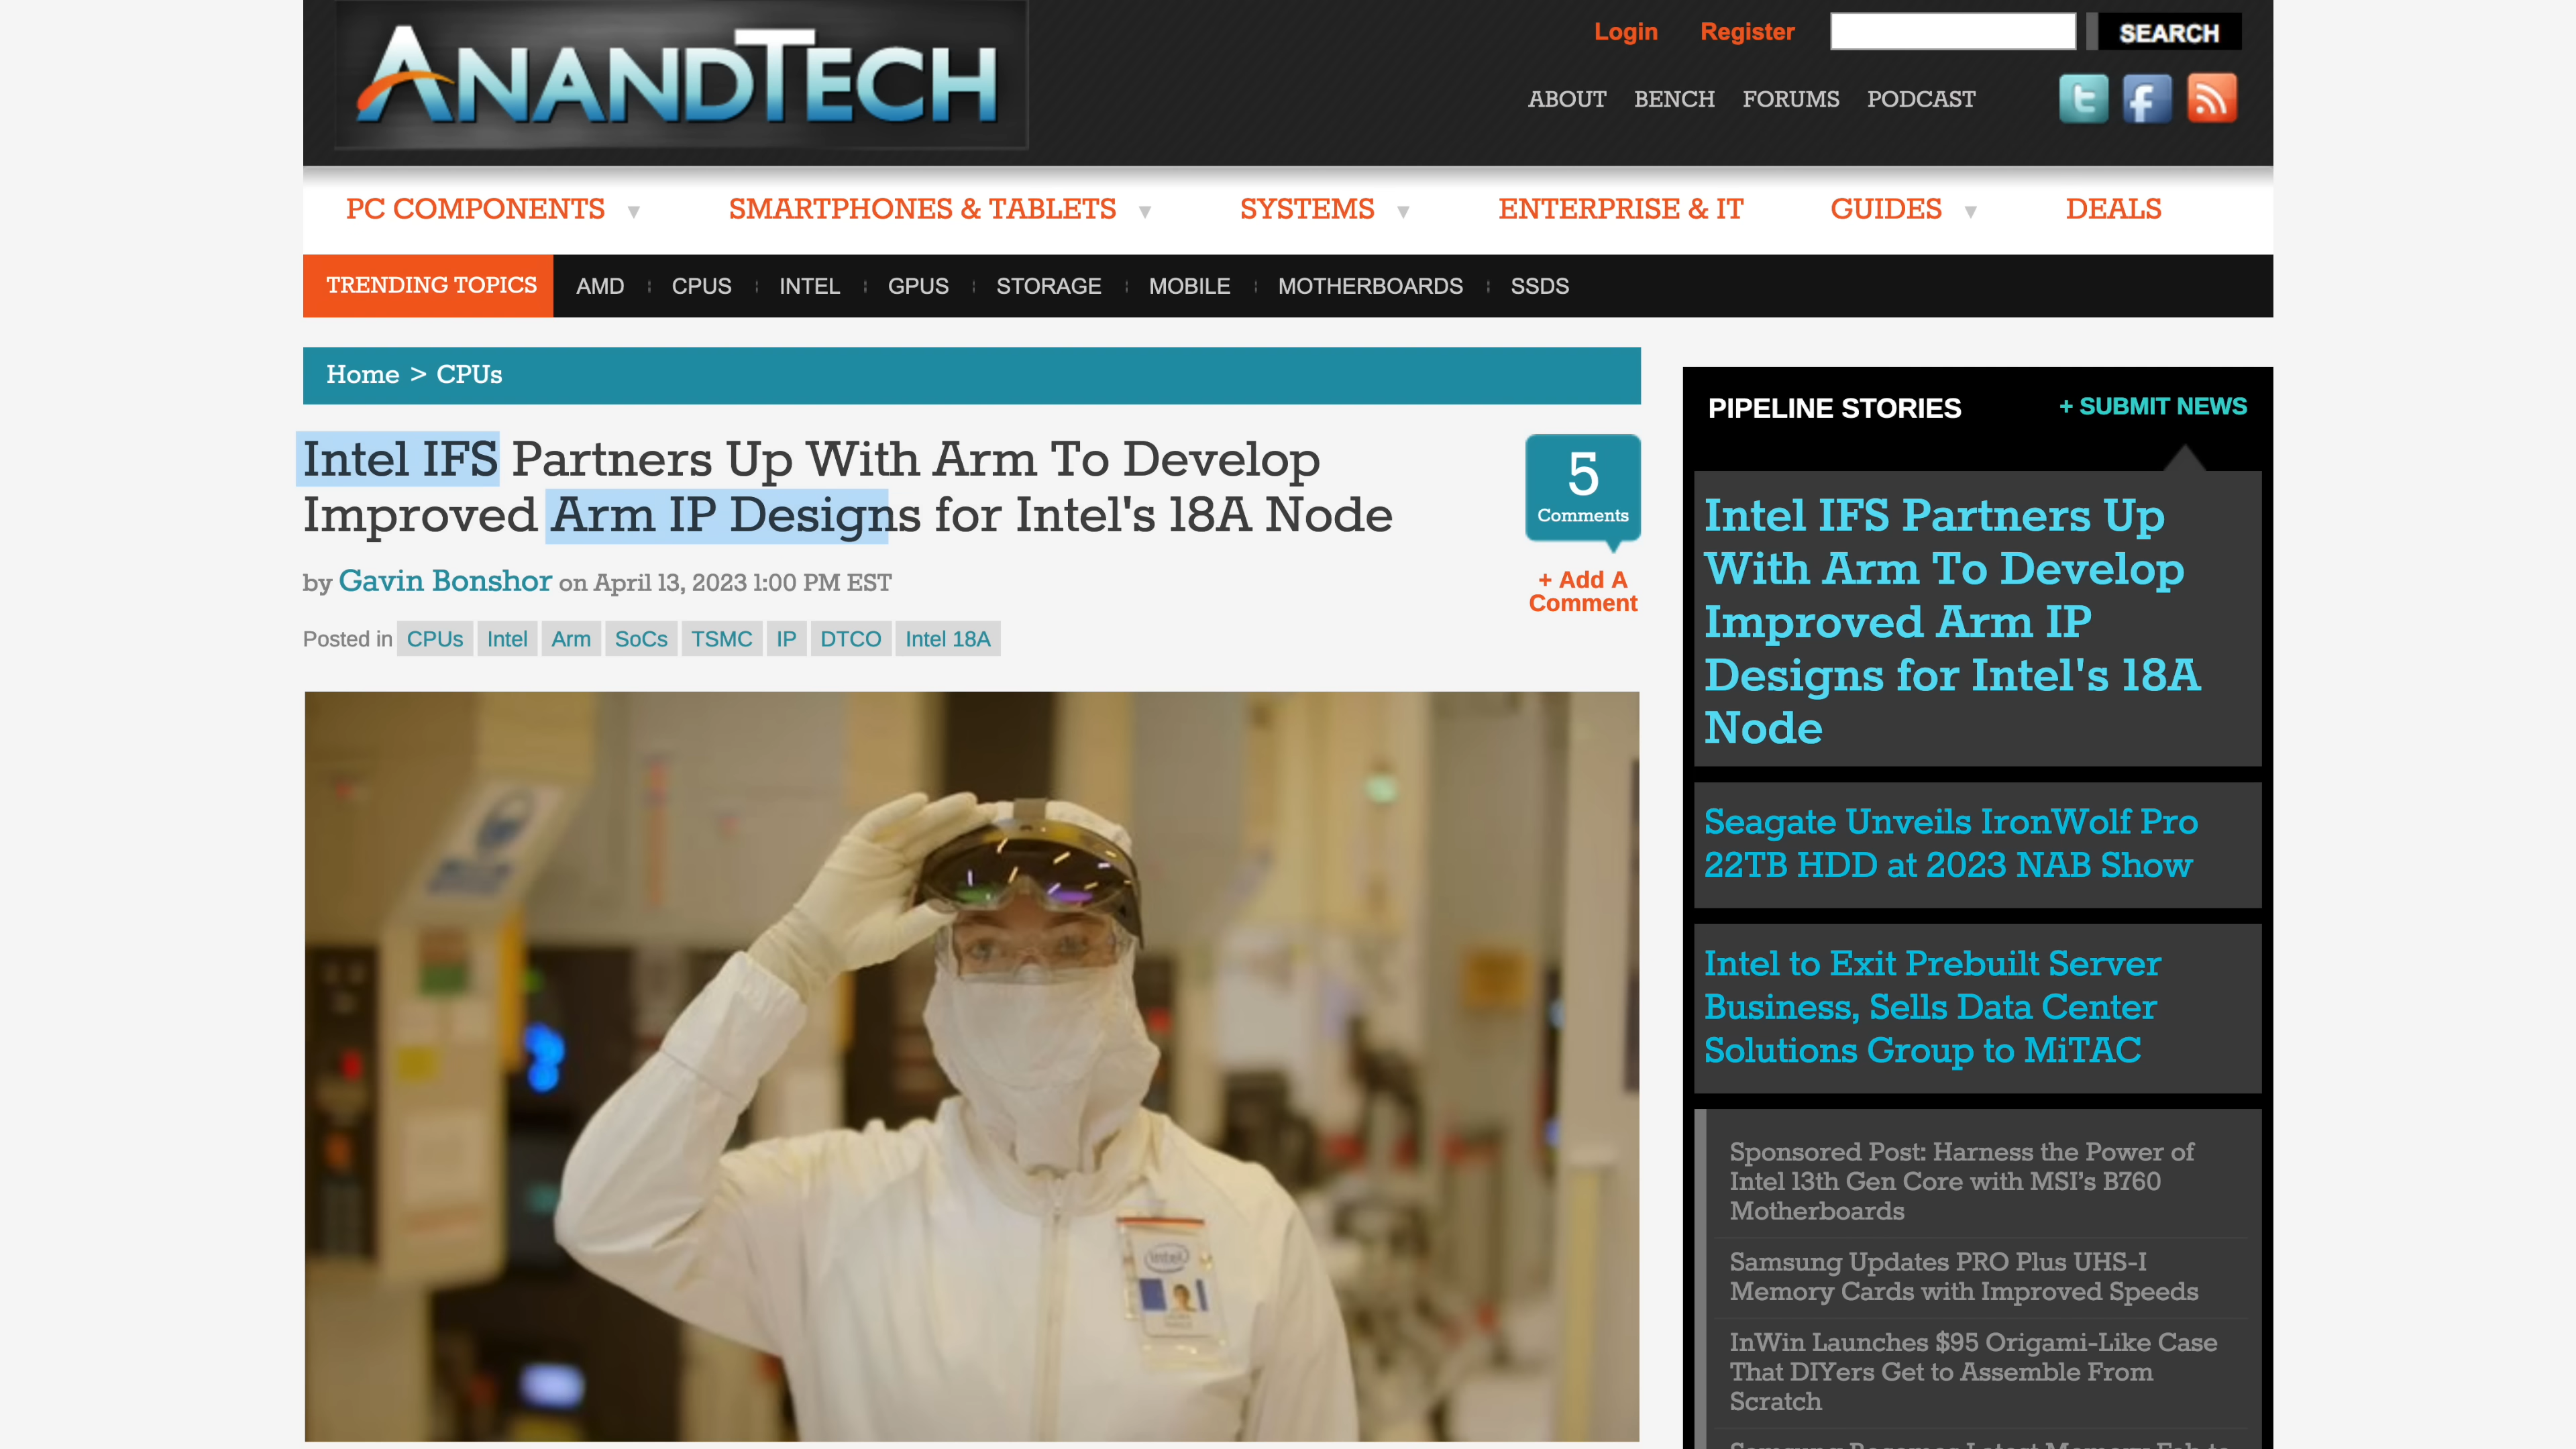 ANANDTECH
Login Register SEARCH
ABOUT BENCH FORUMS PODCAST
PC COMPONENTS SMARTPHONES & TABLETS SYSTEMS ENTERPRISE & IT GUIDES DEALS
TRENDING TOPICS AMD CPUS INTEL GPUS STORAGE MOBILE MOTHERBOARDS SSDS
Home > CPUs
Intel IFS Partners Up With Arm To Develop
Improved Arm IP Designs for Intel's 18A Node
by Gavin Bonshor on April 13, 2023 1:00 PM EST
Posted in CPUs Intel Arm SoCs TSMC IP DTCO Intel 18A
5
Comments
+ Add A
Comment
intel
PIPELINE STORIES + SUBMIT NEWS
Intel IFS Partners Up
With Arm To Develop
Improved Arm IP
Designs for Intel's 18A
Node
Seagate Unveils IronWolf Pro
22TB HDD at 2023 NAB Show
Intel to Exit Prebuilt Server
Business, Sells Data Center
Solutions Group to MiTAC
Sponsored Post: Harness the Power of
Intel 13th Gen Core with MSI’s B760
Motherboards
Samsung Updates PRO Plus UHS-I
Memory Cards with Improved Speeds
InWin Launches $95 Origami-Like Case
That DIYers Get to Assemble From
Scratch